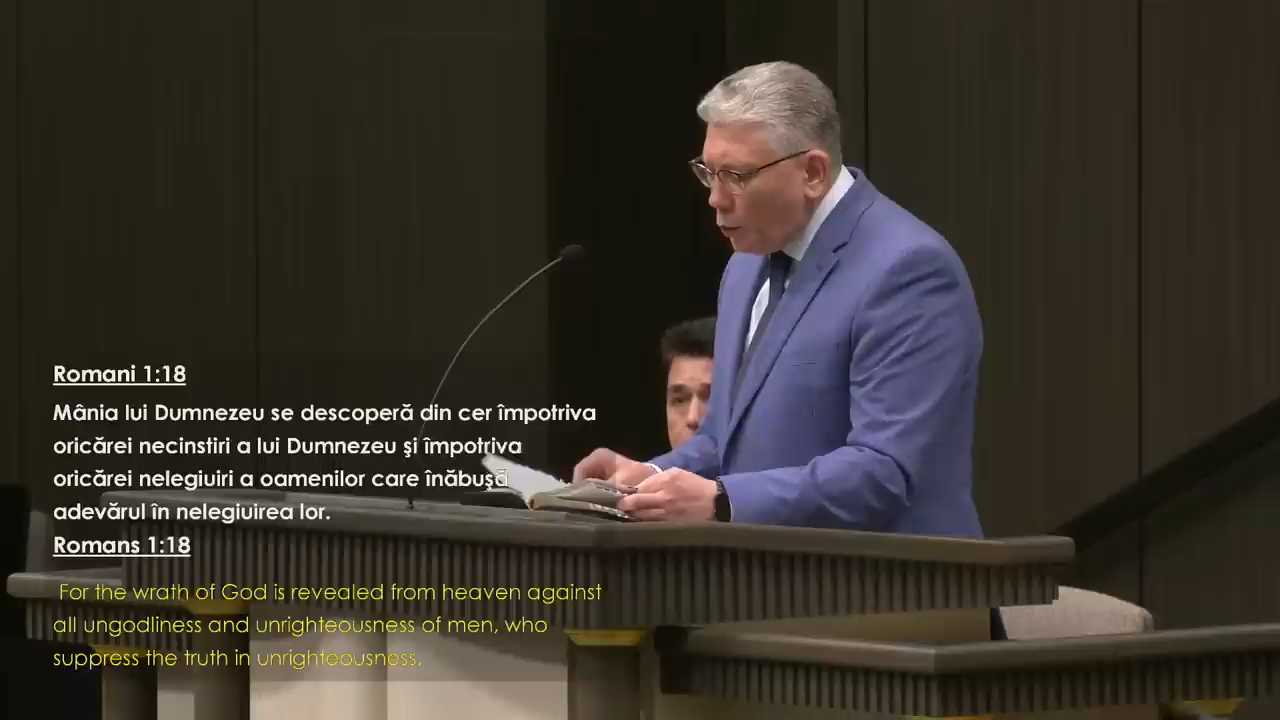 Romani 1:18
Mânia lui Dumnezeu se descoperă din cer împotriva
oricărei necinstiri a lui Dumnezeu şi împotriva
oricărei nelegiuiri a oamenilor care înăbuşă
adevărul în nelegiuirea lor.
Romans 1:18
For the wrath of God is revealed from heaven against
all ungodliness and unrighteousness of men, who
suppress the truth in unrighteousness,